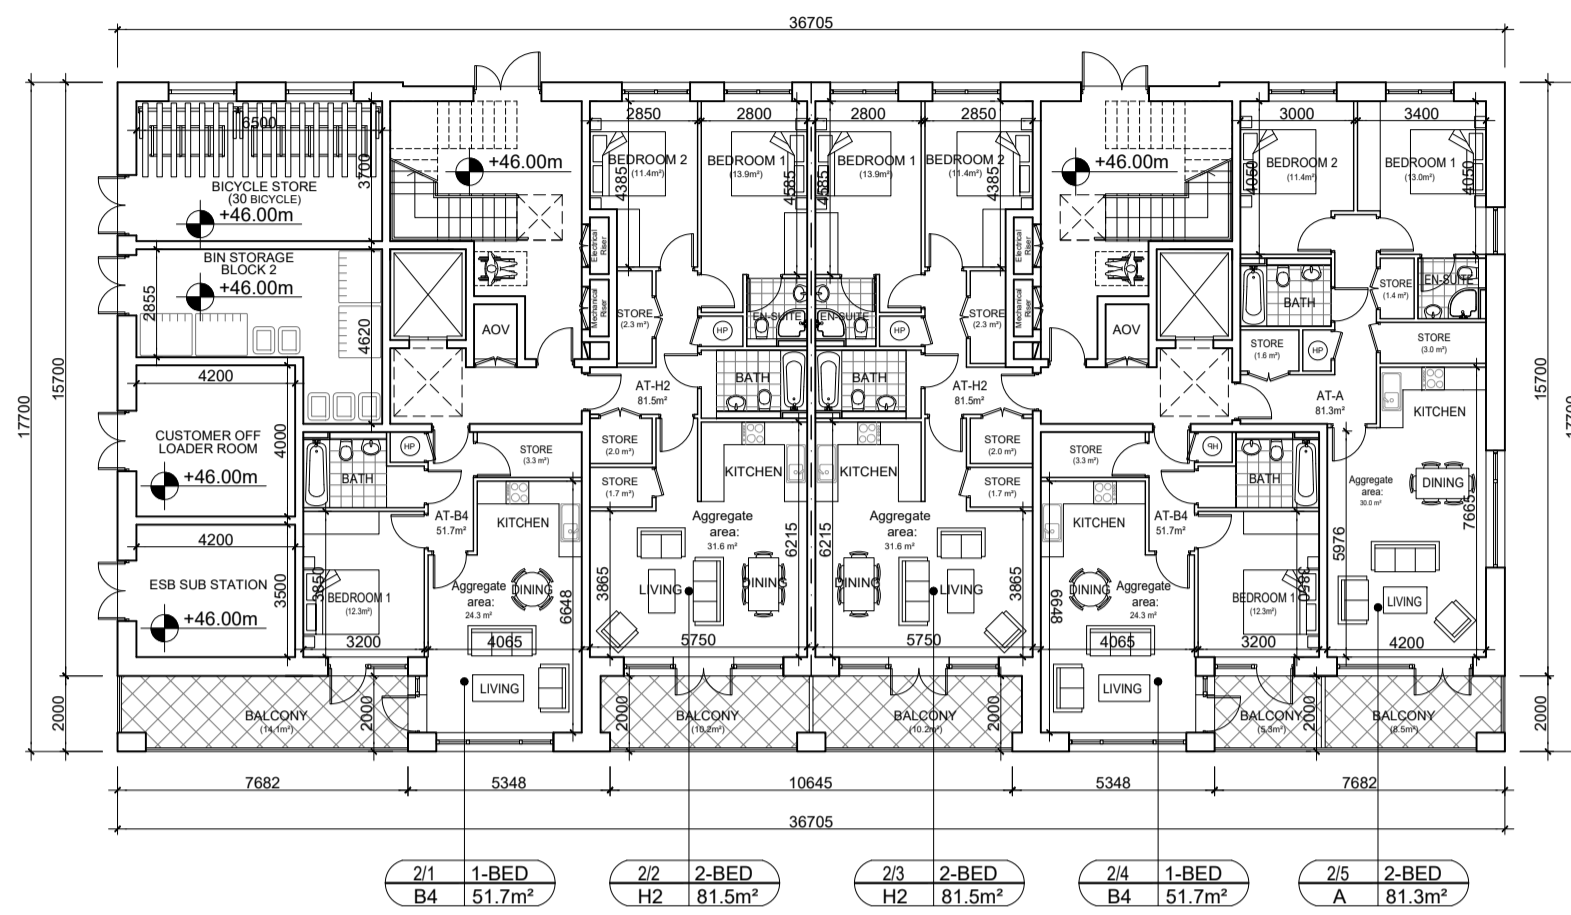 36705
6500
3700
BICYCLE STORE
(30 BICYCLE)
+46.00m
+46.00m
2850
2800
2800
2850
+46.00m
3000
3400
BEDROOM 2
(11.4m²)
4385
BEDROOM 1
(13.9m²)
4585
BEDROOM 1
(13.9m²)
4585
BEDROOM 2
(11.4m²)
4385
BEDROOM 2
(11.4m²)
4050
BEDROOM 1
(13.0m²)
4050
BIN STORAGE
BLOCK 2
+46.00m
2855
4620
Electrical
Riser
Mechanical
Riser
AOV
STORE
(2.3 m²)
EN-SUITE
HP
EN-SUITE
HP
STORE
(2.3 m²)
Electrical
Riser
Mechanical
Riser
AOV
BATH
STORE
(1.4 m²)
EN-SUITE
STORE
(1.6 m²)
HP
STORE
(3.0 m²)
17700
15700
15700
17700
4200
CUSTOMER OFF
LOADER ROOM
+46.00m
4000
AT-H2
81.5m²
BATH
BATH
AT-H2
81.5m²
AT-A
81.3m²
KITCHEN
HP
BATH
STORE
(3.3 m²)
STORE
(2.0 m²)
STORE
(1.7 m²)
KITCHEN
KITCHEN
STORE
(2.0 m²)
STORE
(1.7 m²)
STORE
(3.3 m²)
HP
BATH
Aggregate
area:
30.0 m²
DINING
7665
5976
4200
ESB SUB STATION
+46.00m
3500
AT-B4
51.7m²
KITCHEN
Aggregate
area:
31.6 m²
6215
6215
Aggregate
area:
31.6 m²
KITCHEN
AT-B4
51.7m²
3850
BEDROOM 1
(12.3m²)
3200
Aggregate
area:
24.3 m²
DINING
6648
4065
3865
LIVING
DINING
5750
DINING
LIVING
3865
5750
6648
DINING
Aggregate
area:
24.3 m²
4065
3850
BEDROOM 1
(12.3m²)
3200
LIVING
4200
2000
BALCONY
(14.1m²)
2000
LIVING
2000
BALCONY
(10.2m²)
BALCONY
(10.2m²)
2000
LIVING
BALCONY
(5.3m²)
2000
BALCONY
(8.5m²)
2000
7682
5348
10645
5348
7682
36705
2/1 1-BED
B4 51.7m²
2/2 2-BED
H2 81.5m²
2/3 2-BED
H2 81.5m²
2/4 1-BED
B4 51.7m²
2/5 2-BED
A 81.3m²